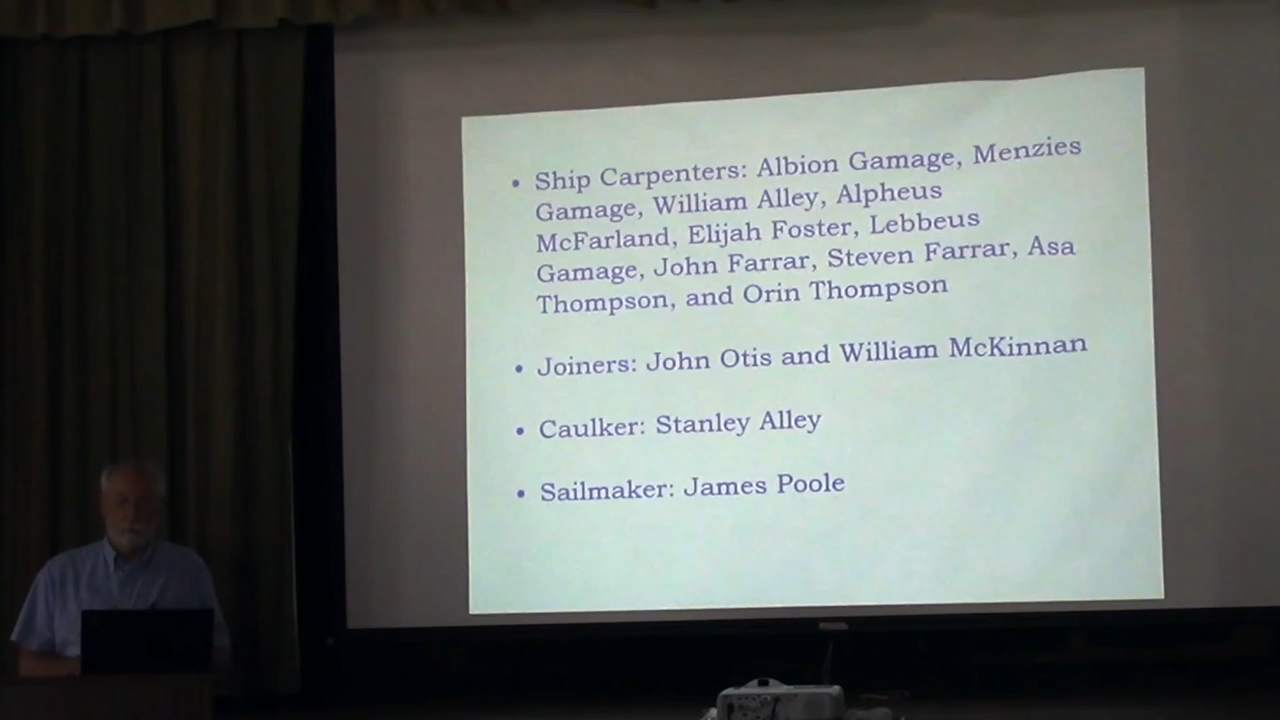 • Ship Carpenters: Albion Gamage, Menzies
Gamage, William Alley, Alpheus
McFarland, Elijah Foster, Lebbeus
Gamage, John Farrar, Steven Farrar, Asa
Thompson, and Orin Thompson
• Joiners: John Otis and William McKinnan
• Caulker: Stanley Alley
• Sailmaker: James Poole